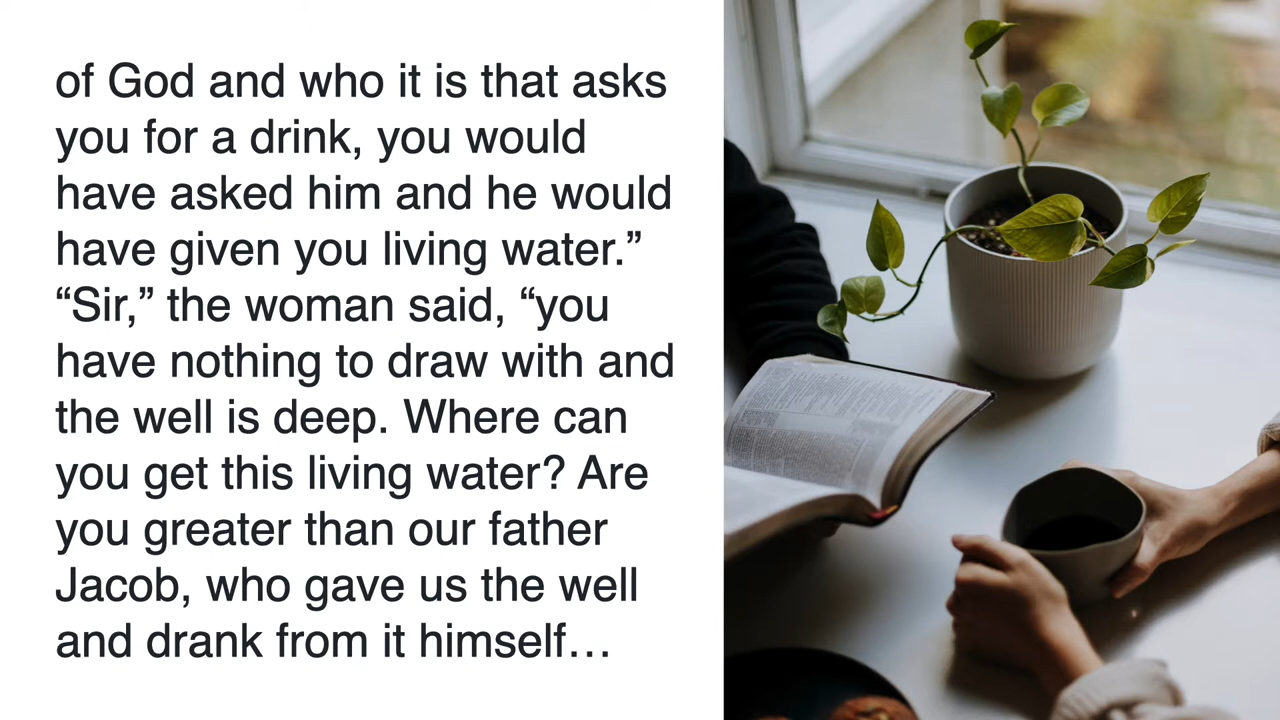 of God and who it is that asks
you for a drink, you would
have asked him and he would
have given you living water.”
“Sir,” the woman said, “you
have nothing to draw with and
the well is deep. Where can
you get this living water? Are
you greater than our father
Jacob, who gave us the well
and drank from it himself…